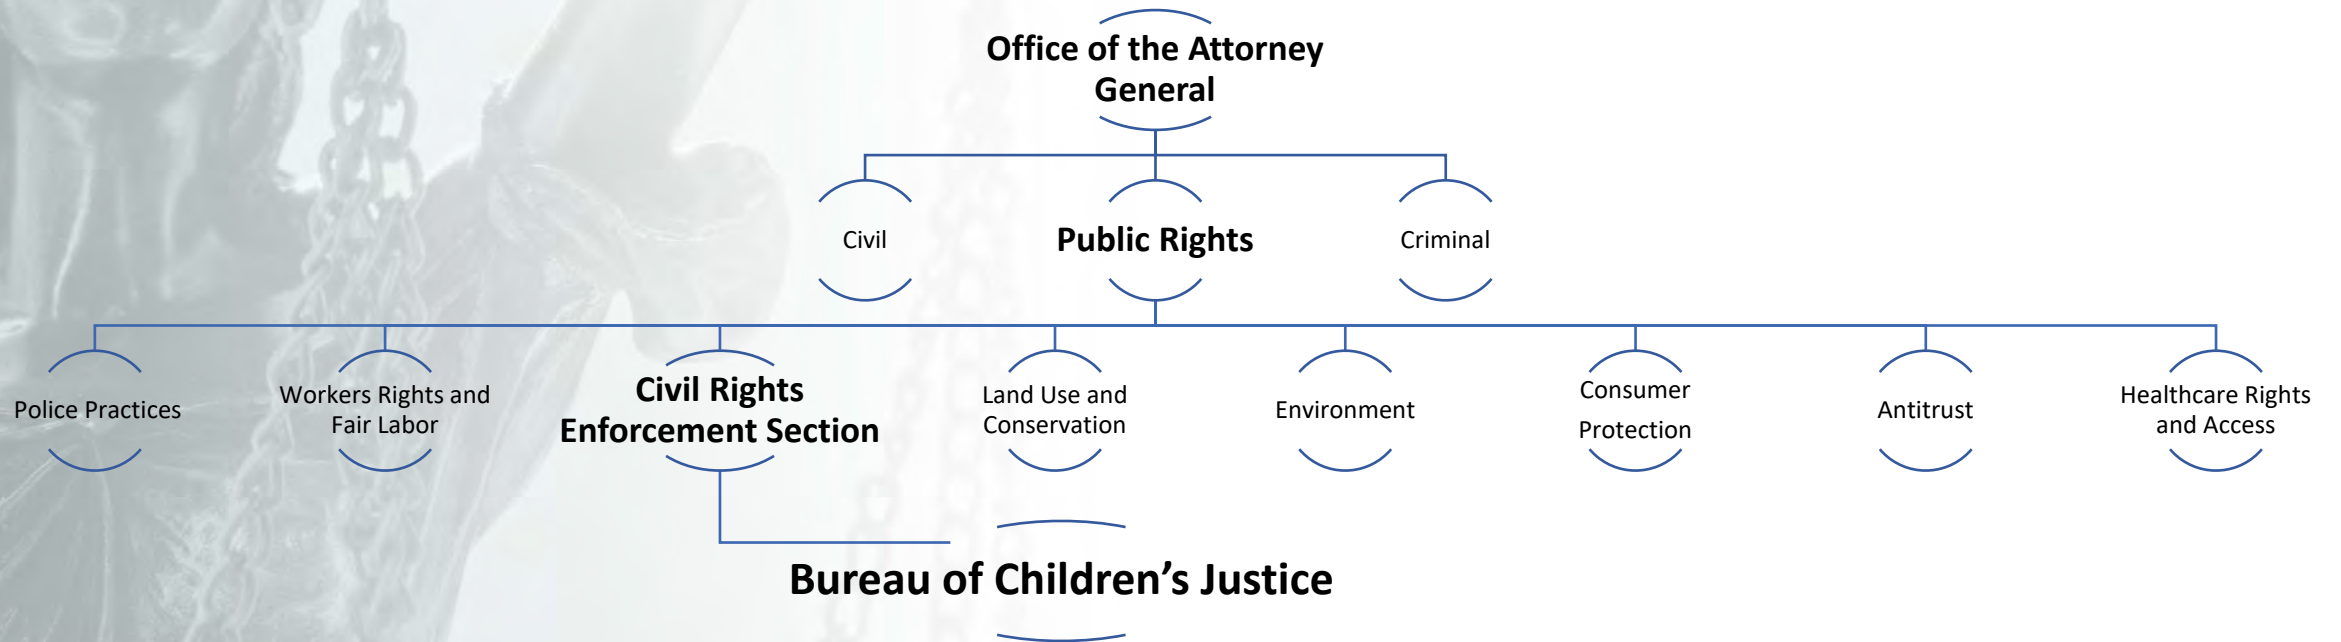 Office of the Attorney
General
Civil
Public Rights
Criminal
Police Practices
Workers Rights and
Fair Labor
Civil Rights
Enforcement Section
Land Use and
Conservation
Environment
Consumer
Protection
Antitrust
Healthcare Rights
and Access
Bureau of Children’s Justice